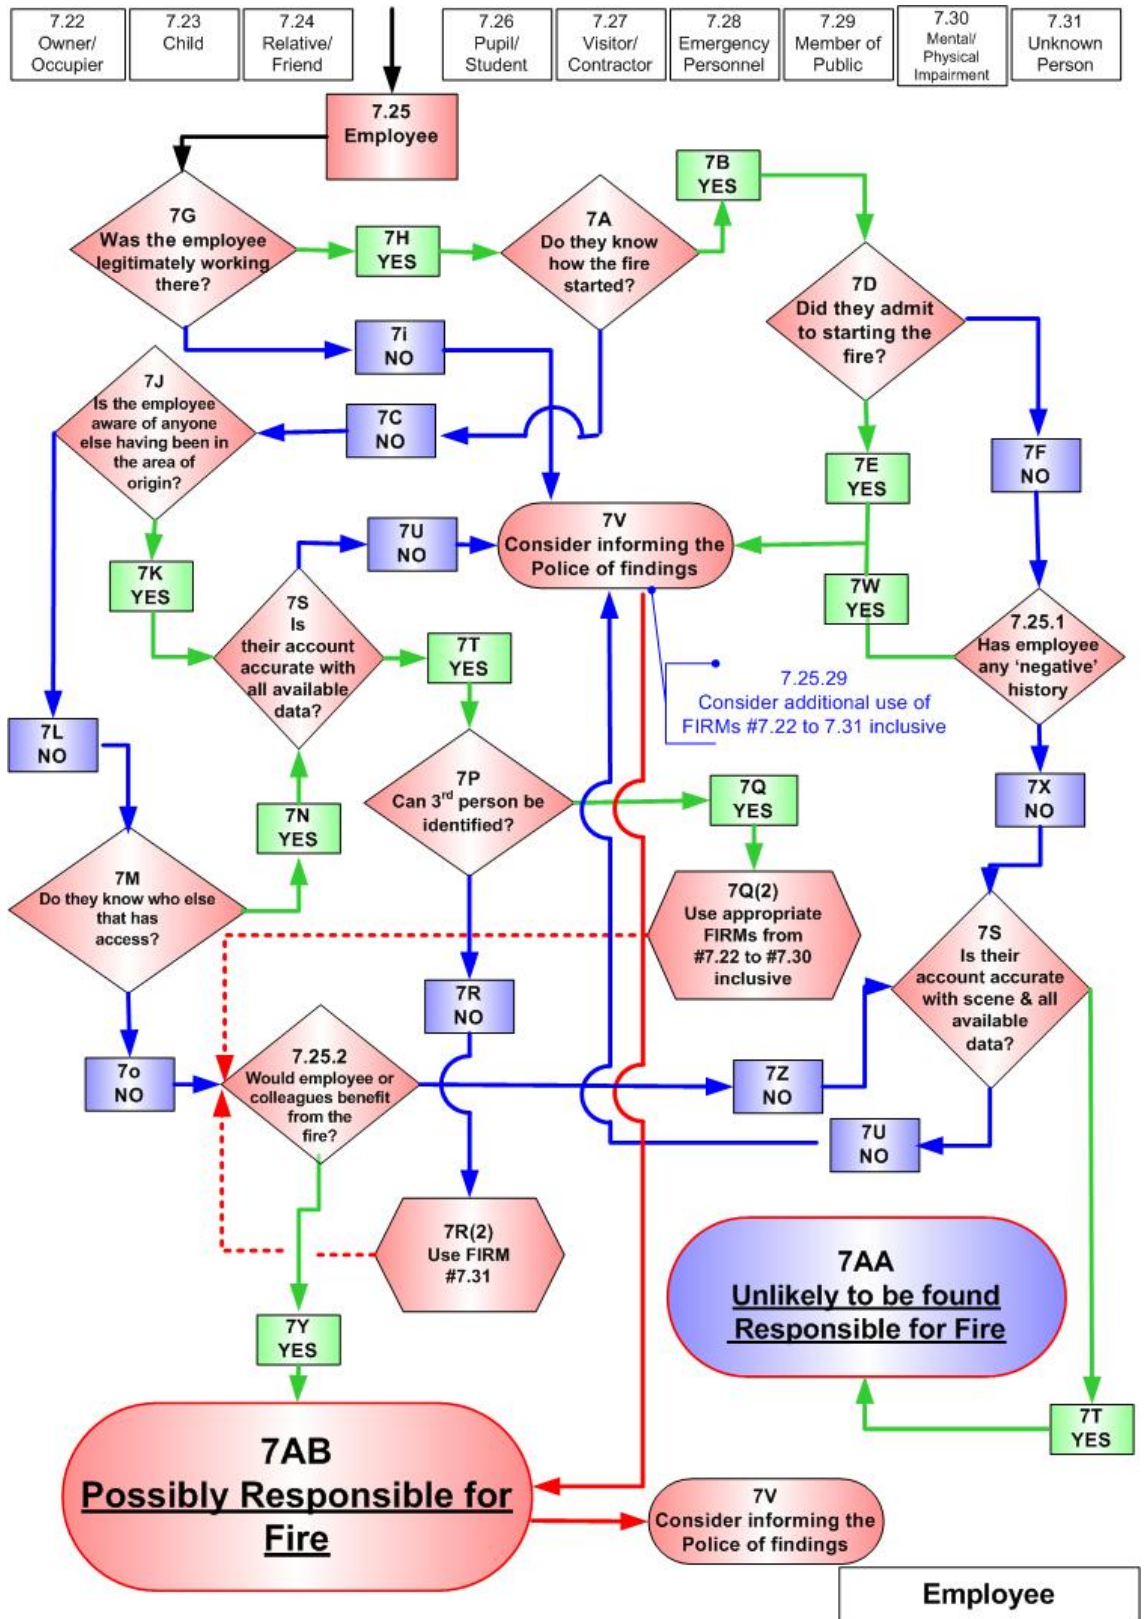 7.22
Owner/
Occupier
7.23
Child
7.24
Relative/
Friend
7.26
Pupil/
Student
7.27
Visitor/
Contractor
7.28
Emergency
Personnel
7.29
Member of
Public
7.30
Mental/
Physical
Impairment
7.31
Unknown
Person
7.25
Employee
7G
Was the employee
legitimately working
there?
7H
YES
7A
Do they know
how the fire
started?
7B
YES
7D
Did they admit
to starting the
fire?
7i
NO
7J
Is the employee
aware of anyone
else having been in
the area of
origin?
7C
NO
7E
YES
7F
NO
7V
Consider informing the
Police of findings
7U
NO
7K
YES
7S
Is
their account
accurate with
all available
data?
7T
YES
7W
YES
7.25.1
Has employee
any ‘negative’
history
7.25.29
Consider additional use of
FIRMs #7.22 to 7.31 inclusive
7L
NO
7P
Can 3rd person be
identified?
7Q
YES
7X
NO
7N
YES
7M
Do they know who else
that has
access?
7Q(2)
Use appropriate
FIRMs from
#7.22 to #7.30
inclusive
7S
Is their
account accurate
with scene & all
available
data?
7R
NO
7o
NO
7.25.2
Would employee or
colleagues benefit
from the
fire?
7Z
NO
7U
NO
7R(2)
Use FIRM
#7.31
7AA
Unlikely to be found
Responsible for Fire
7Y
YES
7T
YES
7AB
Possibly Responsible for
Fire
7V
Consider informing the
Police of findings
Employee